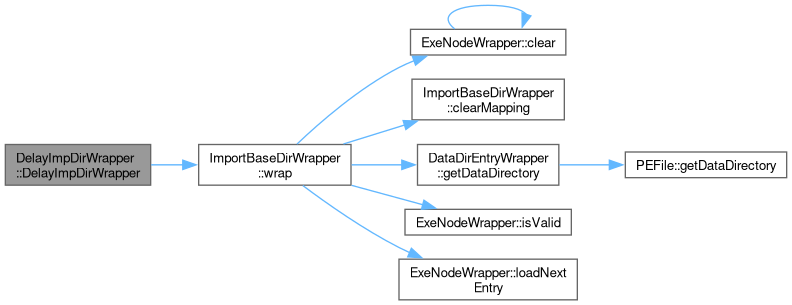 DelayImpDirWrapper
::DelayImpDirWrapper
ImportBaseDirWrapper
::wrap
ExeNodeWrapper::clear
ImportBaseDirWrapper
::clearMapping
DataDirEntryWrapper
::getDataDirectory
PEFile::getDataDirectory
ExeNodeWrapper::isValid
ExeNodeWrapper::loadNext
Entry